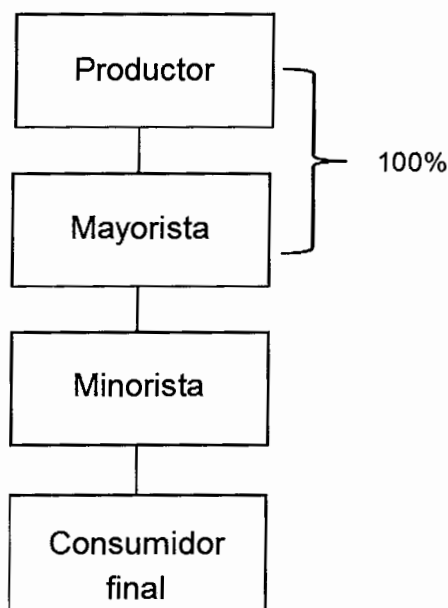 Productor
100%
Mayorista
Minorista
Consumidor
final